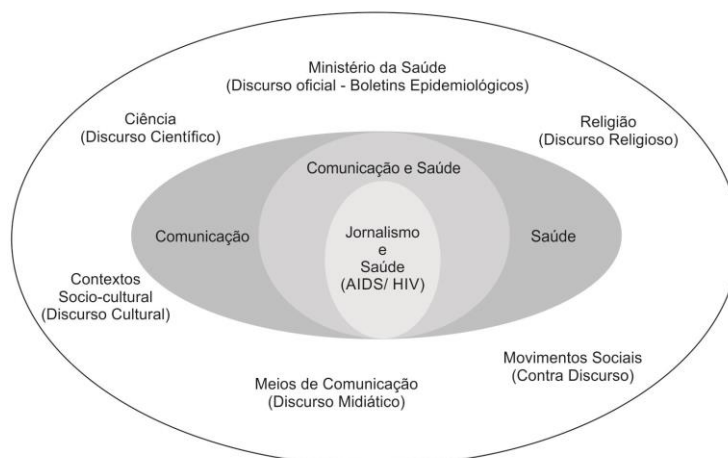 Ministério da Saúde
(Discurso oficial - Boletins Epidemiológicos)
Ciência
(Discurso Científico)
Religião
(Discurso Religioso)
Comunicação e Saúde
Comunicação
Jornalismo
e
Saúde
(AIDS/ HIV)
Saúde
Contextos
Socio-cultural
(Discurso Cultural)
Movimentos Sociais
(Contra Discurso)
Meios de Comunicação
(Discurso Midiático)